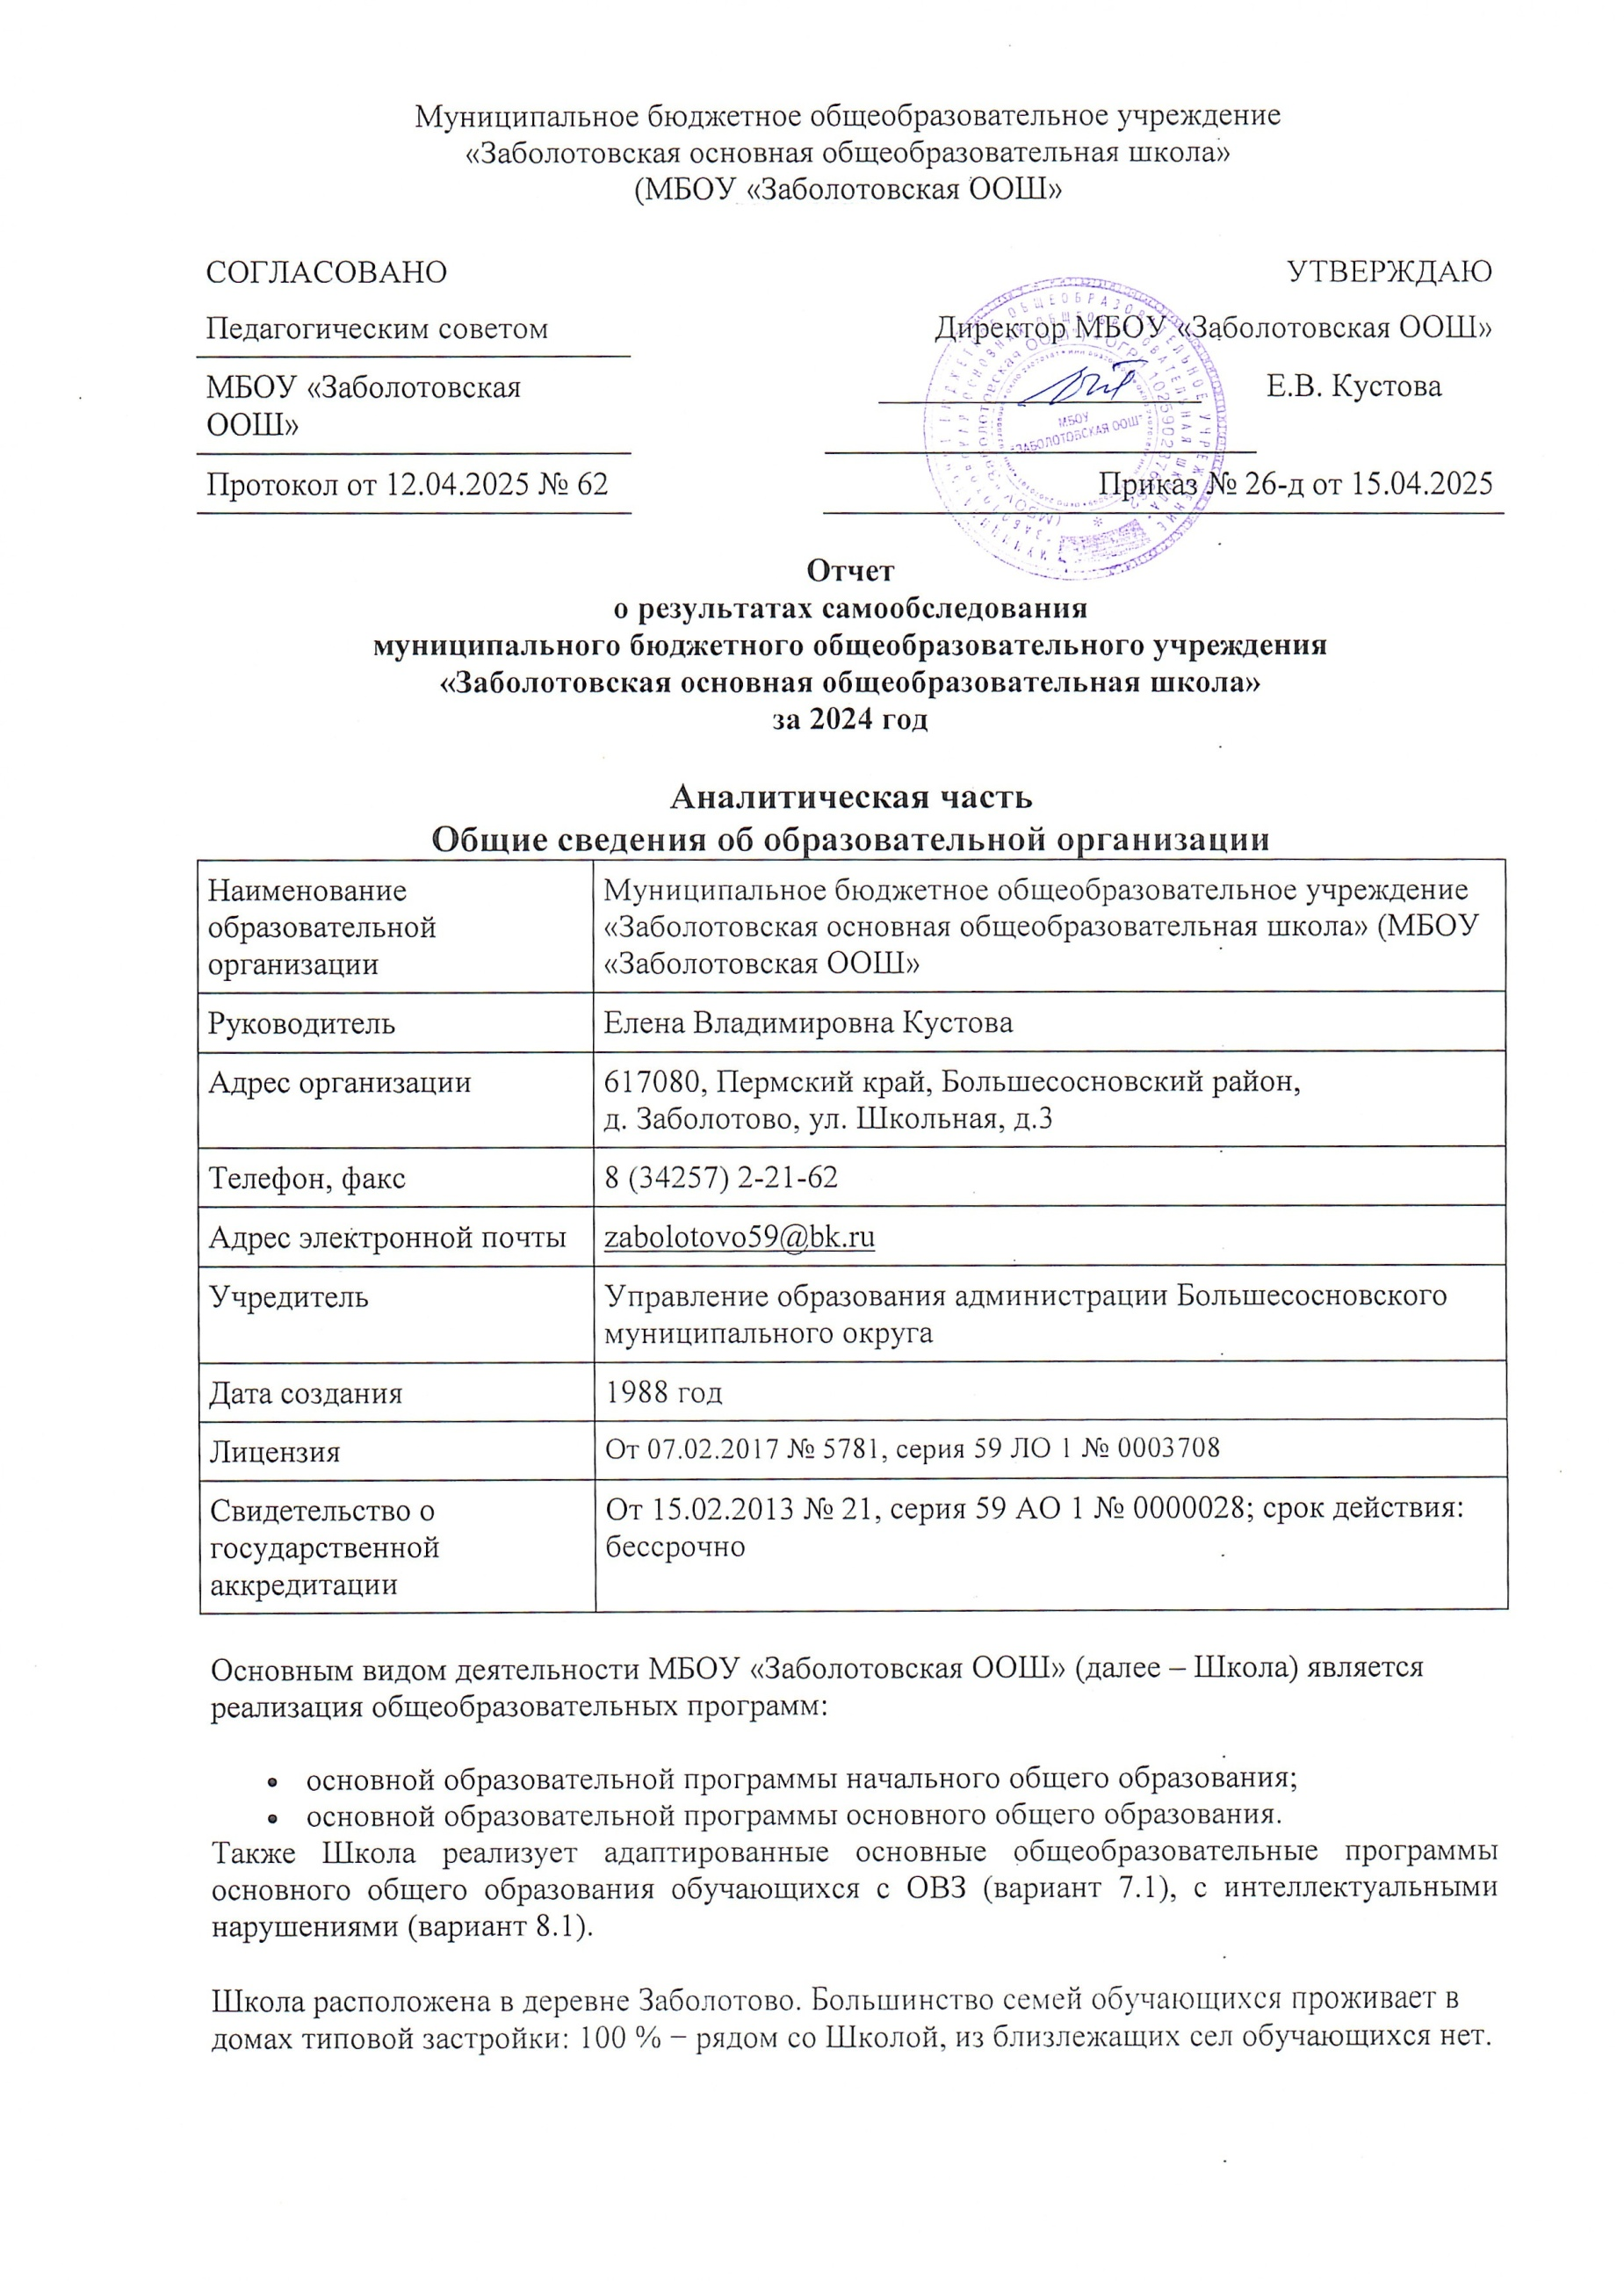 Муниципальное бюджетное общеобразовательное учреждение
«Заболотовская основная общеобразовательная школа»
(МБОУ «Заболотовская ООШ»
СОГЛАСОВАНО
УТВЕРЖДАЮ
Педагогическим советом
Директор МБОУ «Заболотовская ООШ»
МБОУ «Заболотовская
ООШ»
Е.В. Кустова
МБОУ
"ЗАБОЛОТОВСКАЯ ООШ"
Протокол от 12.04.2025 № 62
Приказ № 26-д от 15.04.2025
Отчет
о результатах самообследования
муниципального бюджетного общеобразовательного учреждения
«Заболотовская основная общеобразовательная школа»
за 2024 год
Аналитическая часть
Общие сведения об образовательной организации
Наименование
образовательной
организации
Муниципальное бюджетное общеобразовательное учреждение
«Заболотовская основная общеобразовательная школа» (МБОУ
«Заболотовская ООШ»
Руководитель
Елена Владимировна Кустова
Адрес организации
617080, Пермский край, Большесосновский район,
д. Заболотово, ул. Школьная, д.3
Телефон, факс
8 (34257) 2-21-62
Адрес электронной почты
zabolotovo59@bk.ru
Учредитель
Управление образования администрации Большесосновского
муниципального округа
Дата создания
1988 год
Лицензия
От 07.02.2017 № 5781, серия 59 ЛО 1 № 0003708
Свидетельство о
государственной
аккредитации
От 15.02.2013 № 21, серия 59 АО 1 № 0000028; срок действия:
бессрочно
Основным видом деятельности МБОУ «Заболотовская ООШ» (далее – Школа) является
реализация общеобразовательных программ:
• основной образовательной программы начального общего образования;
• основной образовательной программы основного общего образования.
Также Школа реализует адаптированные основные общеобразовательные программы
основного общего образования обучающихся с ОВЗ (вариант 7.1), с интеллектуальными
нарушениями (вариант 8.1).
Школа расположена в деревне Заболотово. Большинство семей обучающихся проживает в
домах типовой застройки: 100 % − рядом со Школой, из близлежащих сел обучающихся нет.